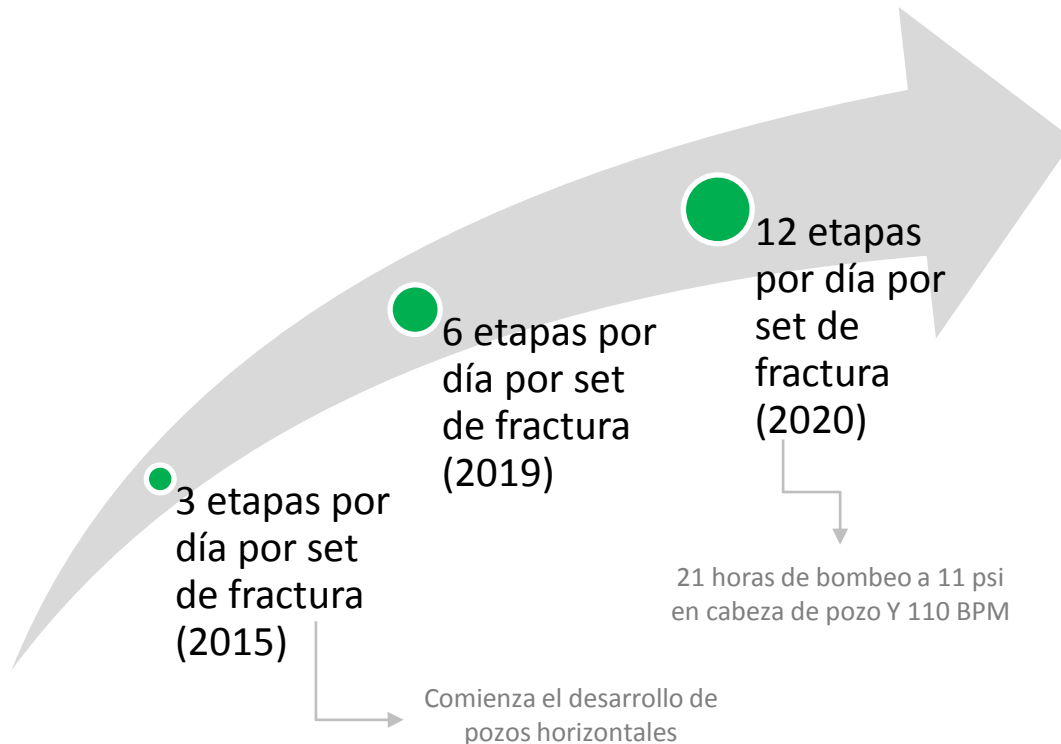 3 etapas por
día por set
de fractura
(2015)
Comienza el desarrollo de
pozos horizontales
6 etapas por
día por set
de fractura
(2019)
12 etapas
por día por
set de
fractura
(2020)
21 horas de bombeo a 11 psi
en cabeza de pozo Y 110 BPM